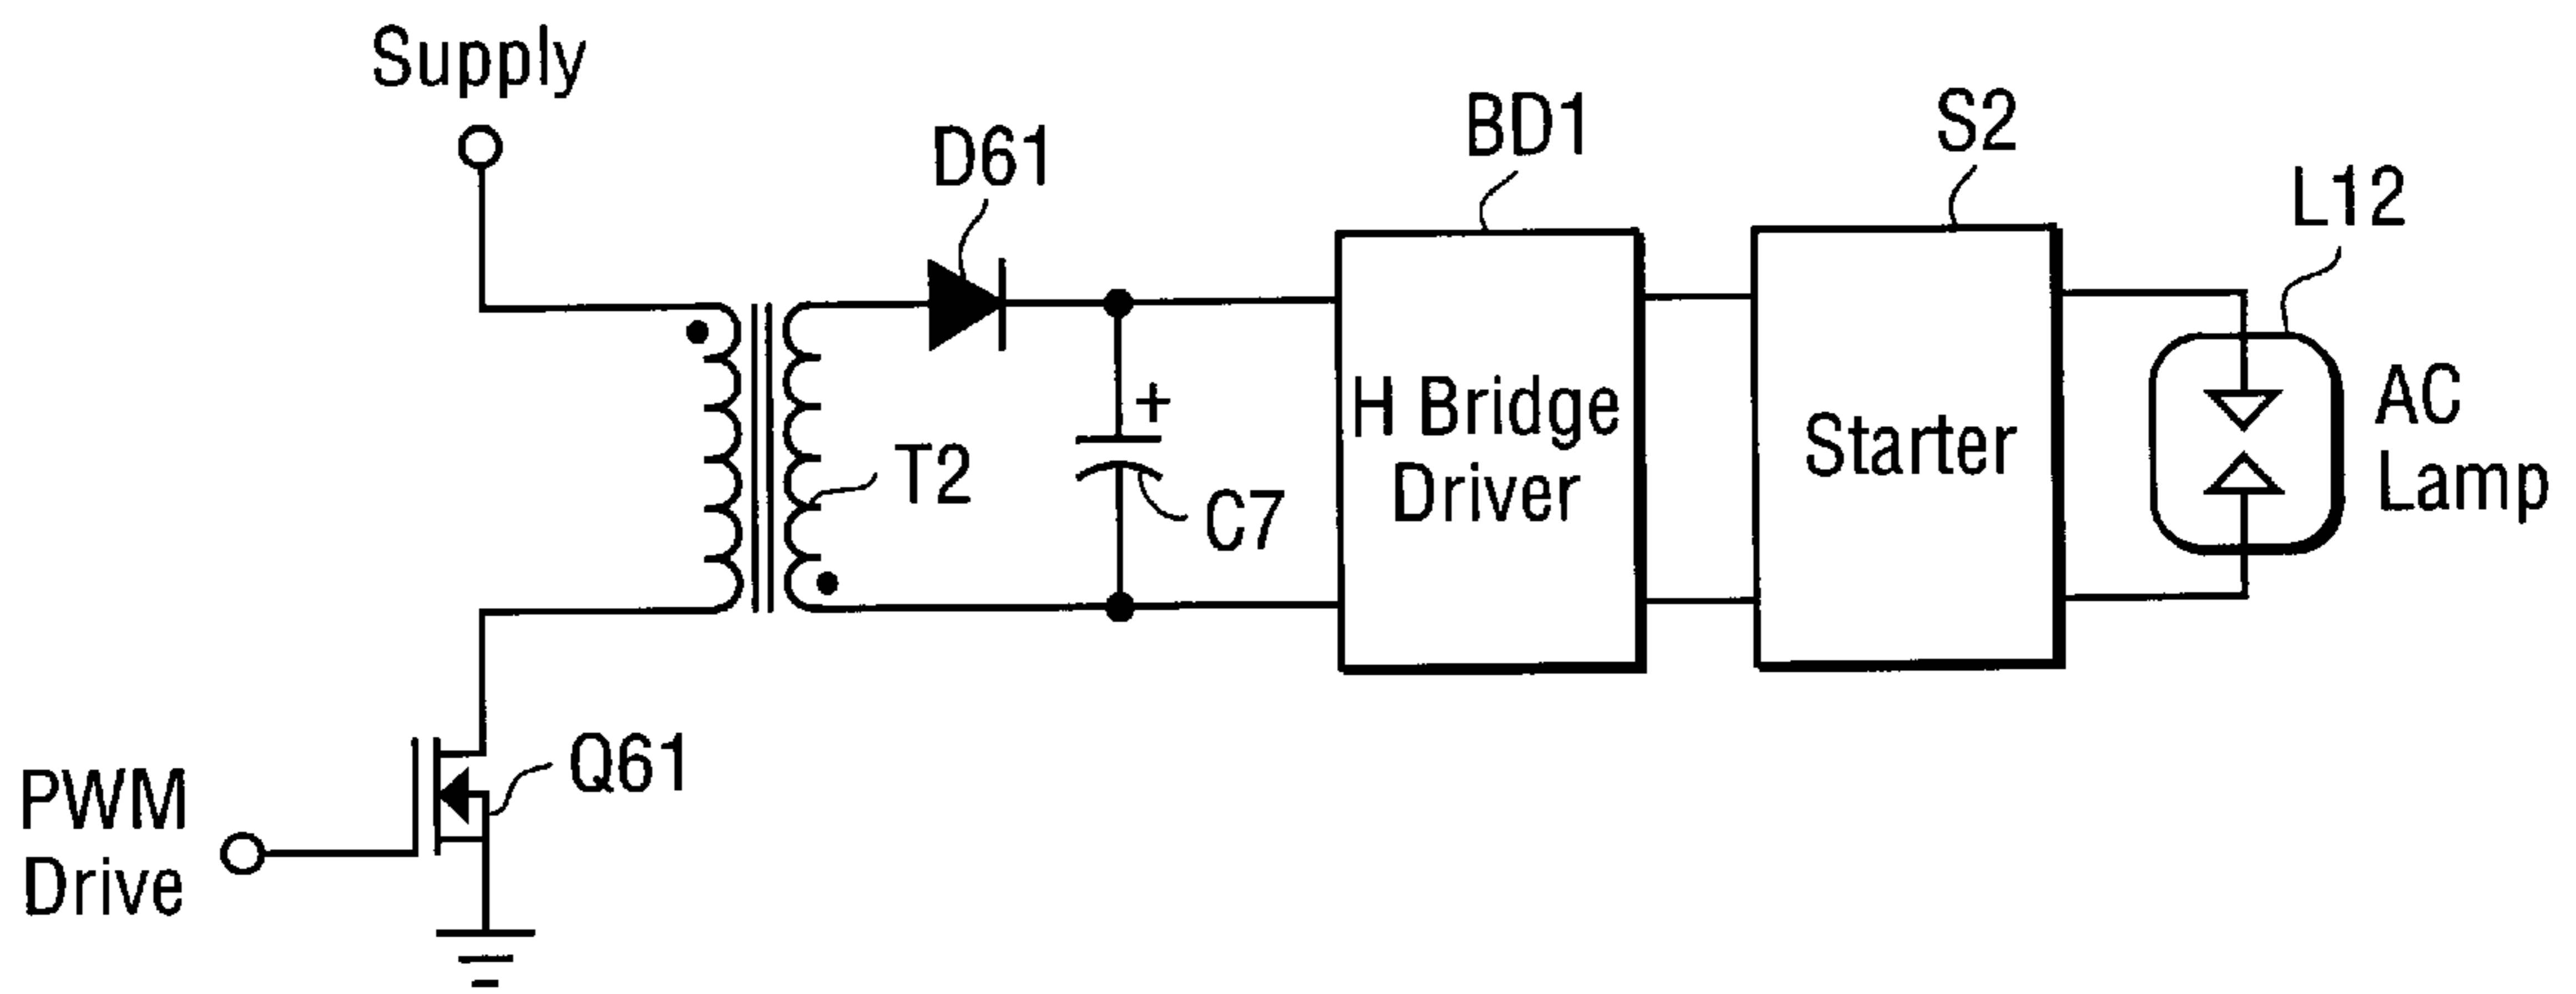 Supply
D61
BD1
S2
L12
T2
+
C7
H Bridge
Driver
Starter
AC
Lamp
PWM
Drive
Q61